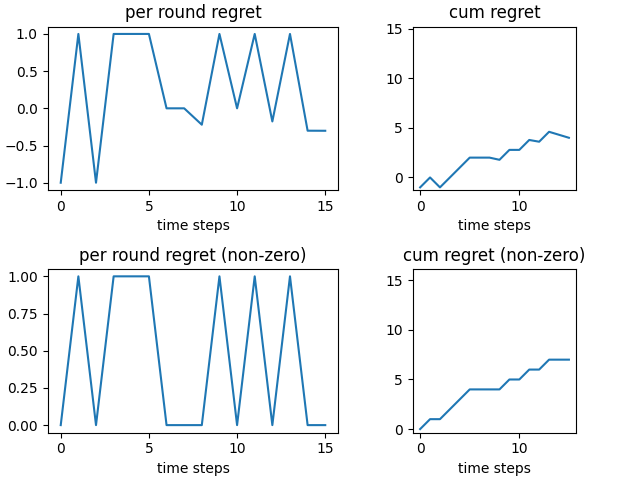 per round regret
1.0
0.5
0.0
−0.5
−1.0
0 5 10 15
time steps
cum regret
15
10
5
0
0 10
time steps
per round regret (non-zero)
1.00
0.75
0.50
0.25
0.00
0 5 10 15
time steps
cum regret (non-zero)
15
10
5
0
0 10
time steps